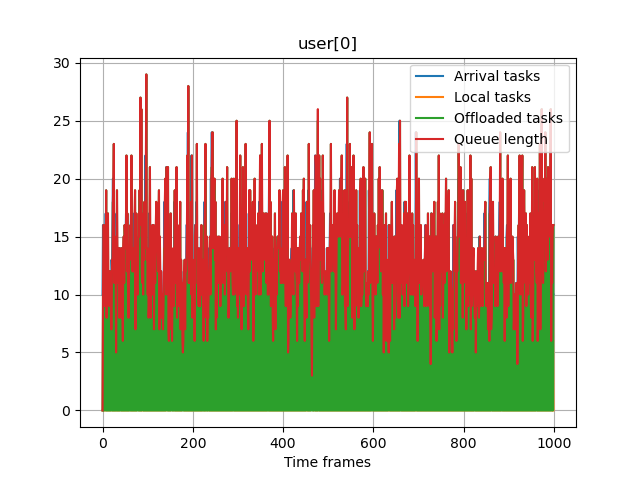 user[0]
30
25
20
15
10
5
0
Arrival tasks
Local tasks
Offloaded tasks
Queue length
0 200 400 600 800 1000
Time frames